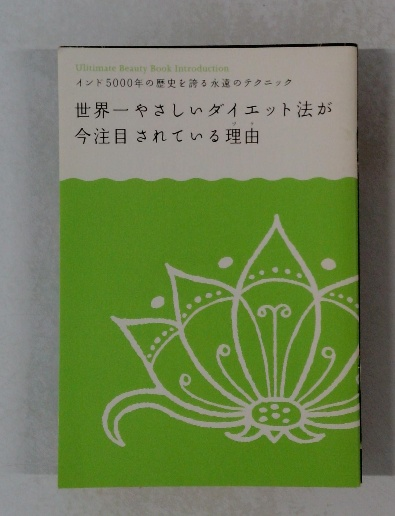 Ulitimate Beauty Book Introduction
インド5000年の歴史を誇る永遠のテクニック
世界一やさしいダイエット法が
今注目されている理由